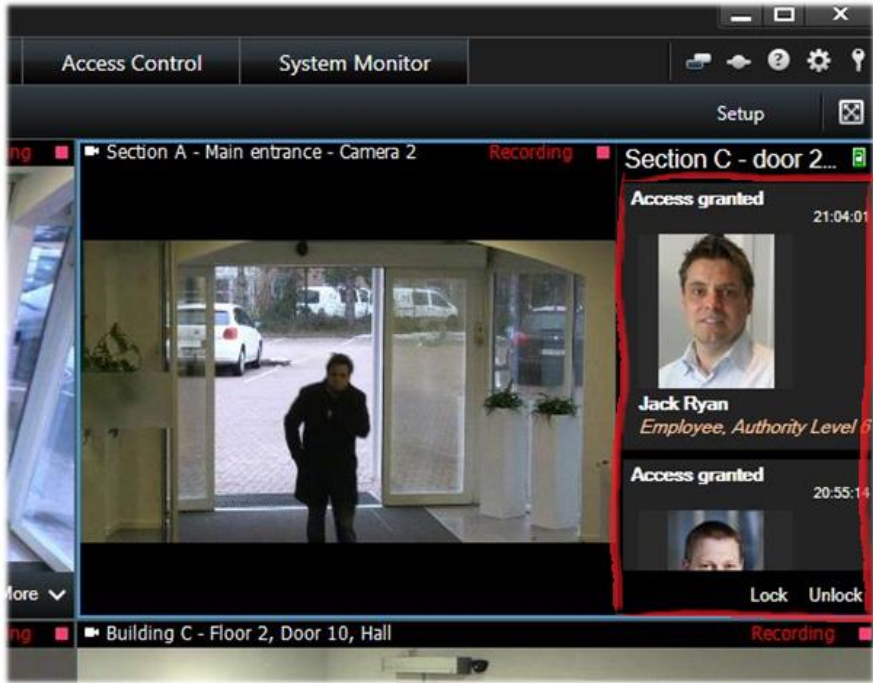 Access Control
System Monitor
Setup
Section A - Main entrance - Camera 2
Recording
Section C - door 2...
Access granted
21:04:01
Jack Ryan
Employee, Authority Level 6
Access granted
20:55:14
More
Lock
Unlock
Building C - Floor 2, Door 10, Hall
Recording